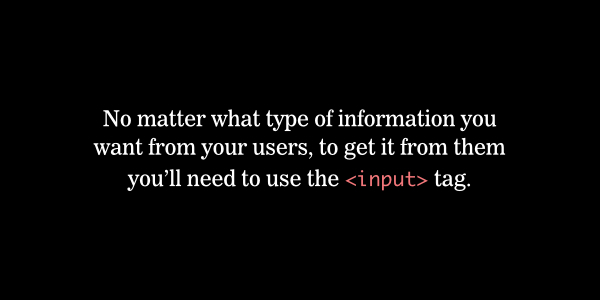 No matter what type of information you
want from your users, to get it from them
you’ll need to use the <input> tag.